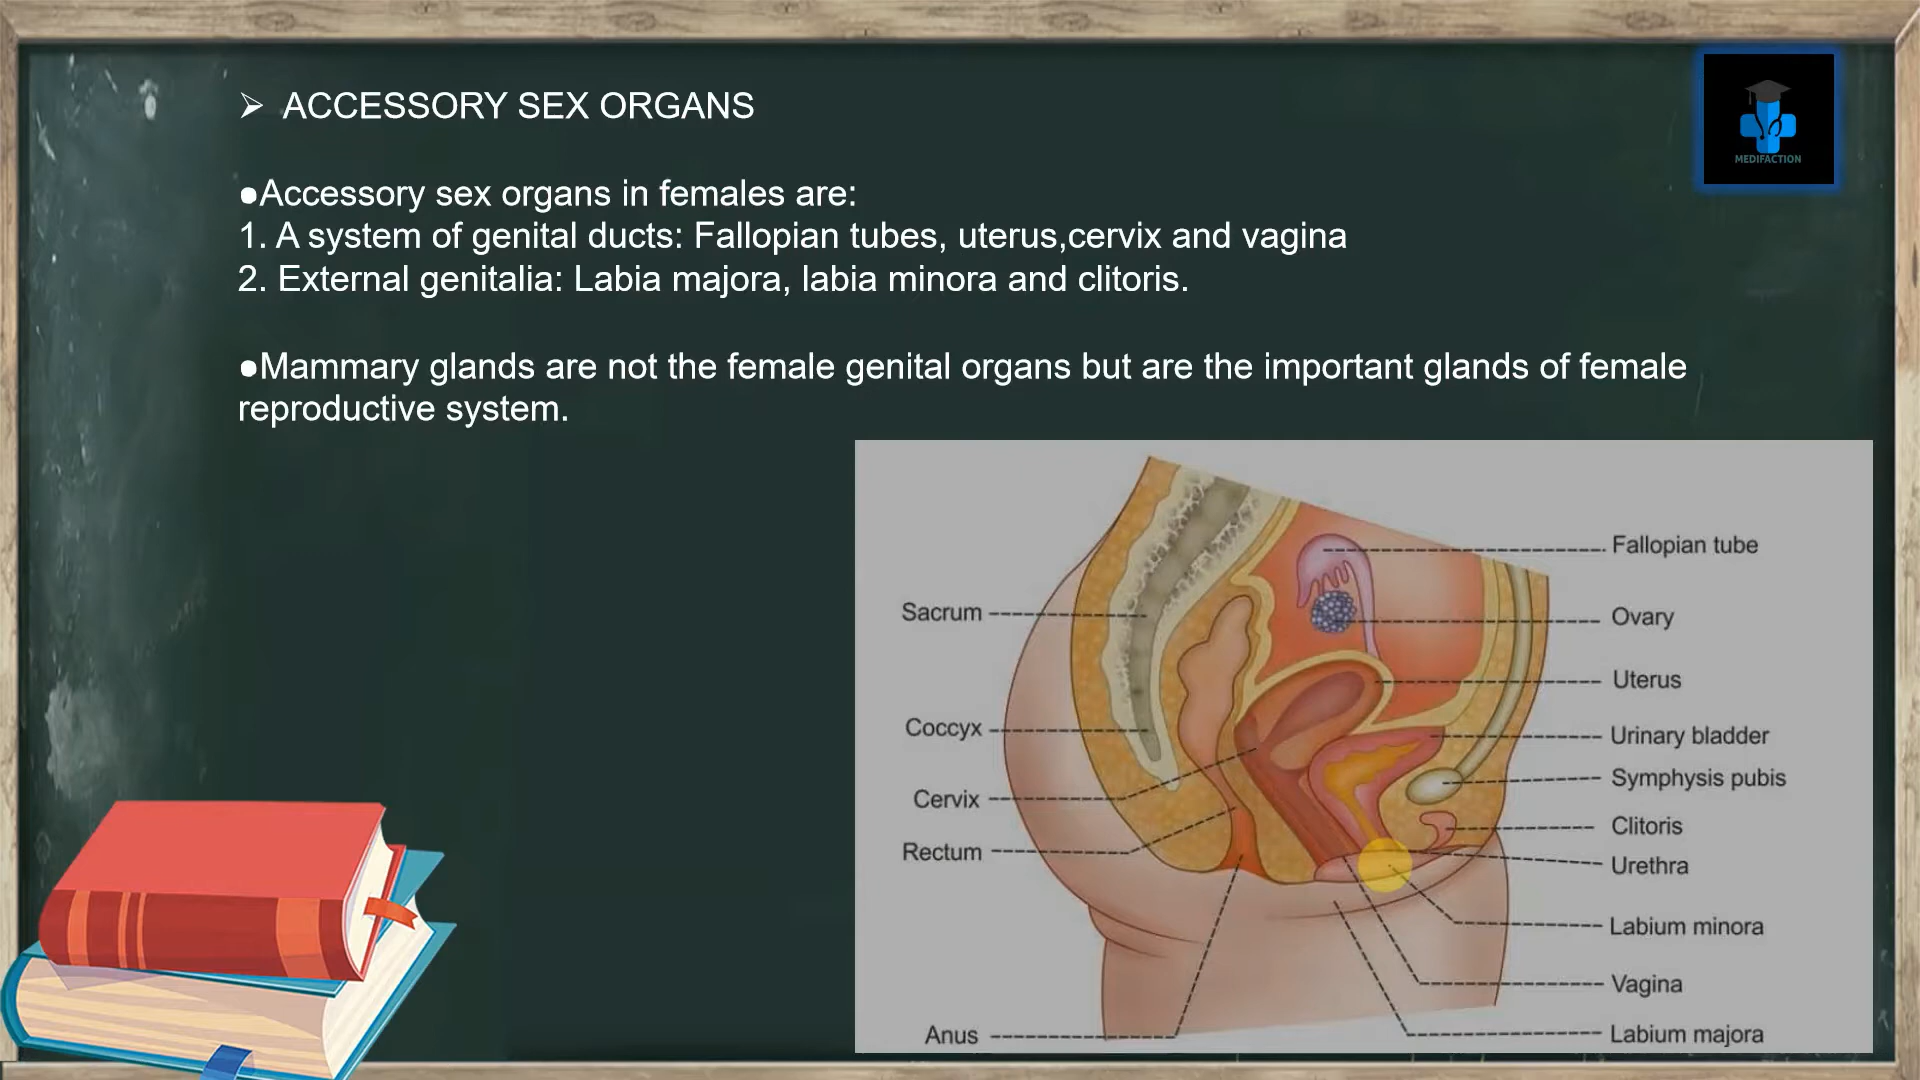 ➢ ACCESSORY SEX ORGANS
MEDIFACTION
●Accessory sex organs in females are:
1. A system of genital ducts: Fallopian tubes, uterus,cervix and vagina
2. External genitalia: Labia majora, labia minora and clitoris.
●Mammary glands are not the female genital organs but are the important glands of female
reproductive system.
Sacrum
Coccyx
Cervix
Rectum
Anus
Fallopian tube
Ovary
Uterus
Urinary bladder
Symphysis pubis
Clitoris
Urethra
Labium minora
Vagina
Labium majora